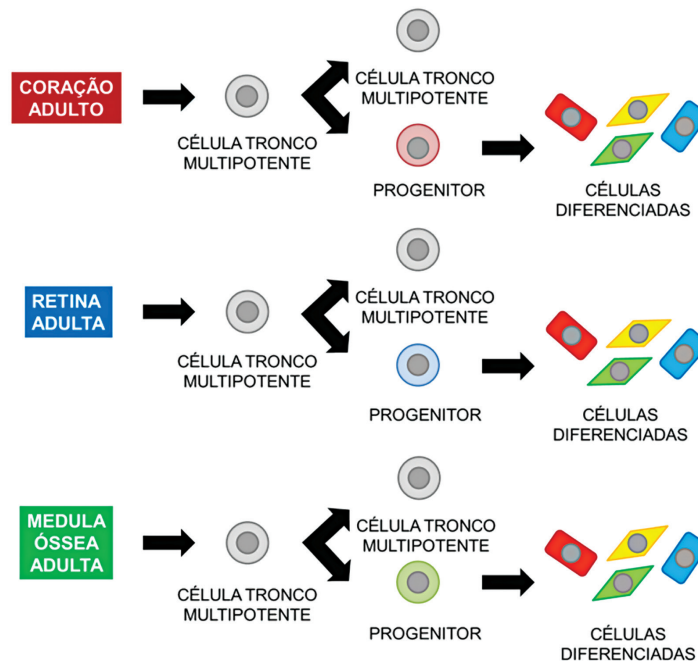 CORAÇÃO
ADULTO
CÉLULA TRONCO
MULTIPOTENTE
CÉLULA TRONCO
MULTIPOTENTE
PROGENITOR
CÉLULAS
DIFERENCIADAS
RETINA
ADULTA
CÉLULA TRONCO
MULTIPOTENTE
CÉLULA TRONCO
MULTIPOTENTE
PROGENITOR
CÉLULAS
DIFERENCIADAS
MEDULA
ÓSSEA
ADULTA
CÉLULA TRONCO
MULTIPOTENTE
CÉLULA TRONCO
MULTIPOTENTE
PROGENITOR
CÉLULAS
DIFERENCIADAS